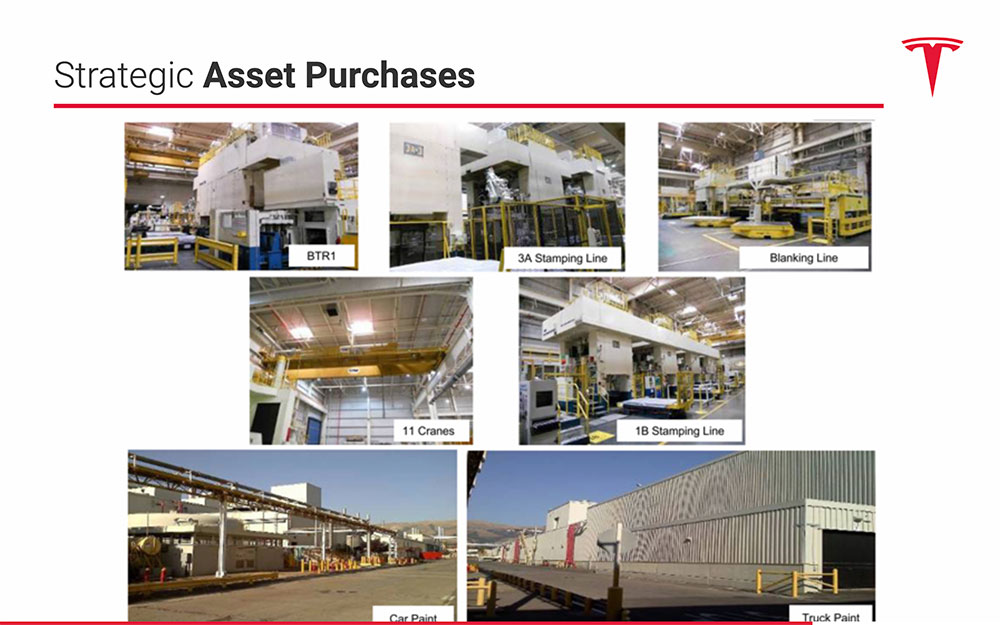 Strategic Asset Purchases
BTR1
3A Stamping Line
Blanking Line
11 Cranes
1B Stamping Line
Car Paint
Truck Paint